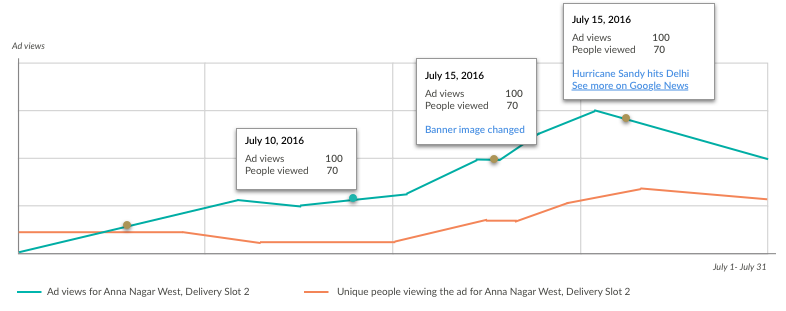 July 15, 2016
Ad views 100
People viewed 70
Hurricane Sandy hits Delhi
See more on Google News
Ad views
July 15, 2016
Ad views 100
People viewed 70
Banner image changed
July 10, 2016
Ad views 100
People viewed 70
July 1- July 31
Ad views for Anna Nagar West, Delivery Slot 2
Unique people viewing the ad for Anna Nagar West, Delivery Slot 2